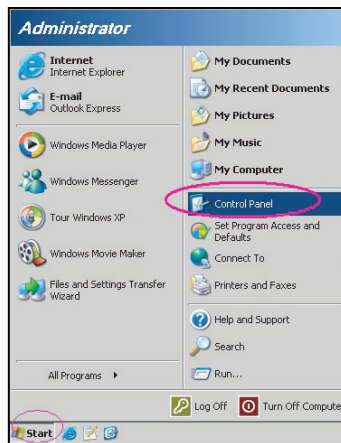 Administrator
Internet
Internet Explorer
E-mail
Outlook Express
Windows Media Player
Windows Messenger
Tour Windows XP
Windows Movie Maker
Files and Settings Transfer
Wizard
All Programs
My Documents
My Recent Documents
My Pictures
My Music
My Computer
Control Panel
Set Program Access and
Defaults
Connect To
Printers and Faxes
Help and Support
Search
Run...
Log Off
Turn Off Compute
Start